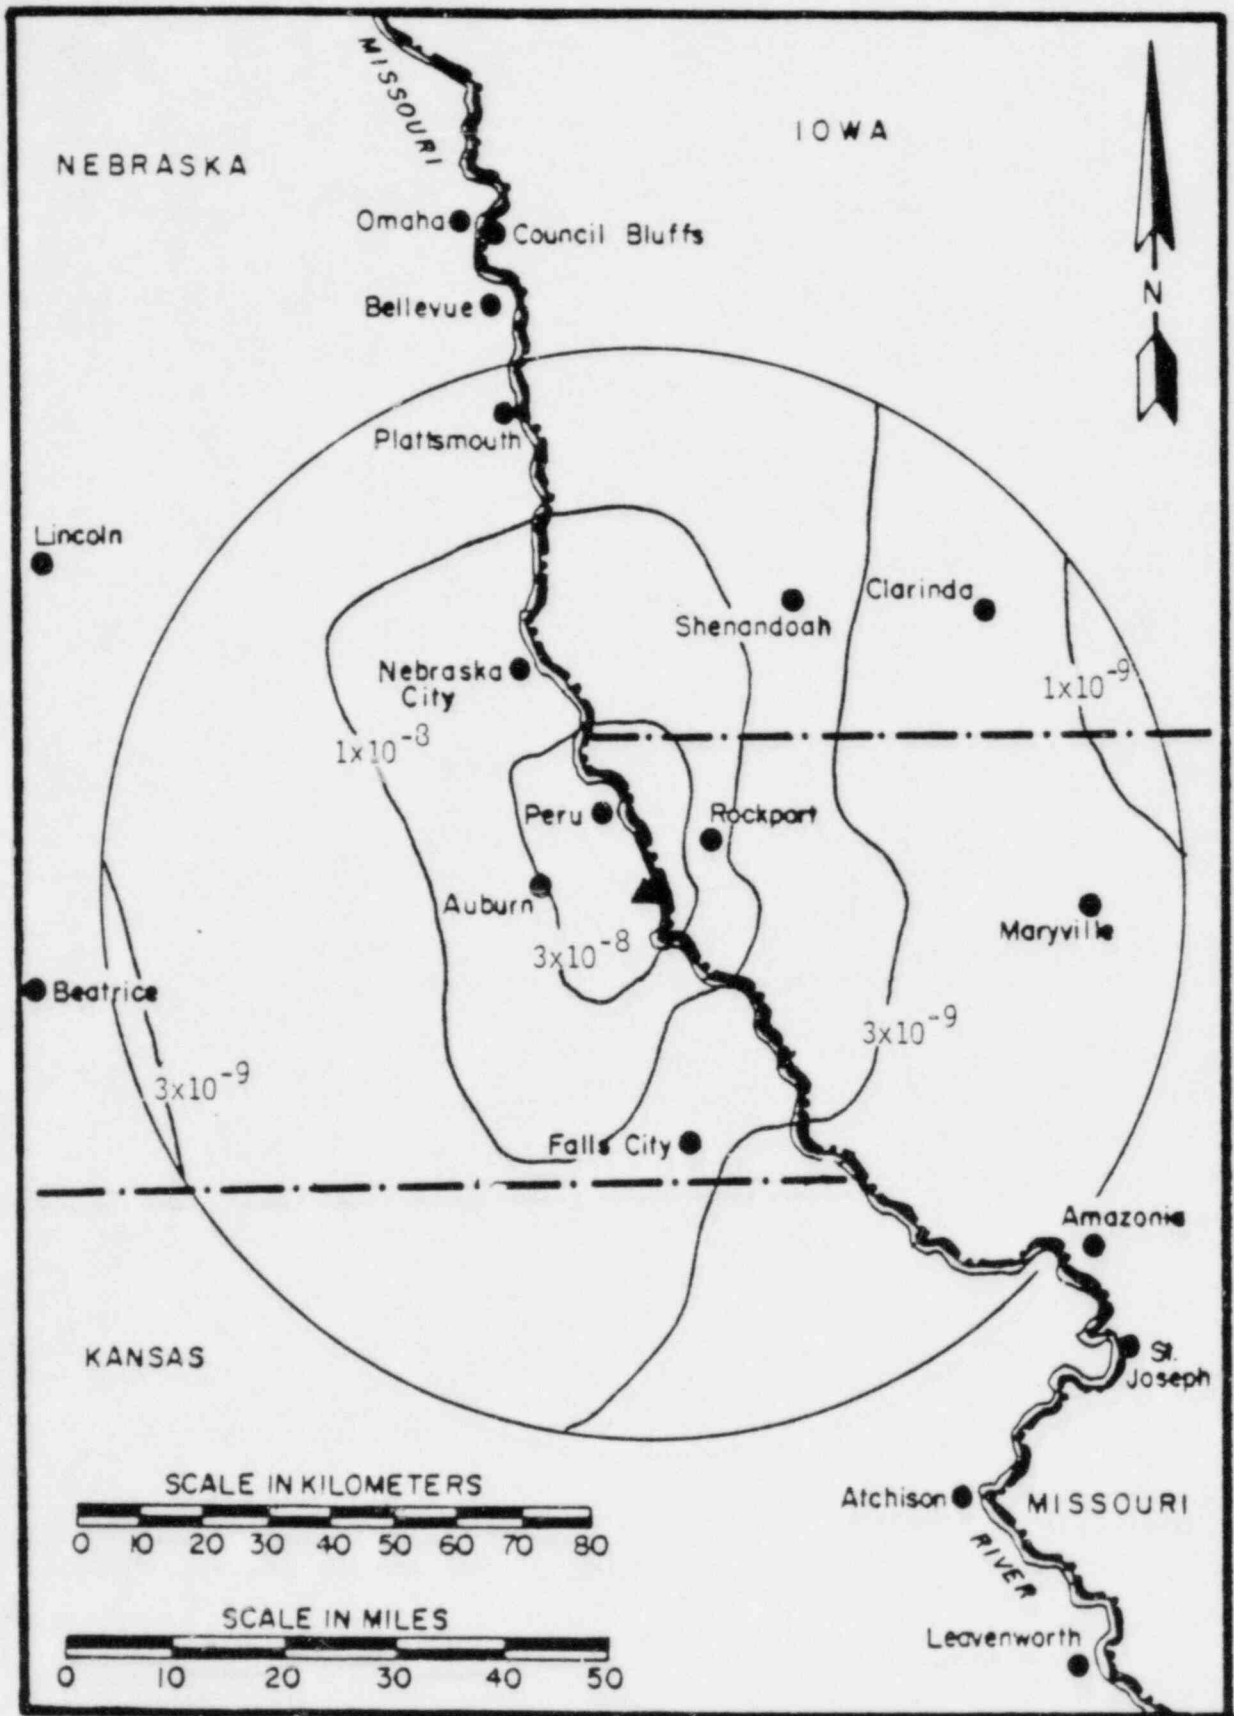 MISSOURI
IOWA
NEBRASKA
Omaha
Council Bluffs
N
Bellevue
Plattsmouth
Lincoln
Clarinda
Shenandoah
Nebraska
City
1x10⁻⁹
1x10⁻⁸
Peru
Rockport
Auburn
3x10⁻⁸
Maryville
Beatrice
3x10⁻⁹
3x10⁻⁹
Falls City
Amazonia
KANSAS
St.
Joseph
SCALE IN KILOMETERS
0 10 20 30 40 50 60 70 80
Atchison
MISSOURI
RIVER
SCALE IN MILES
0 10 20 30 40 50
Leavenworth